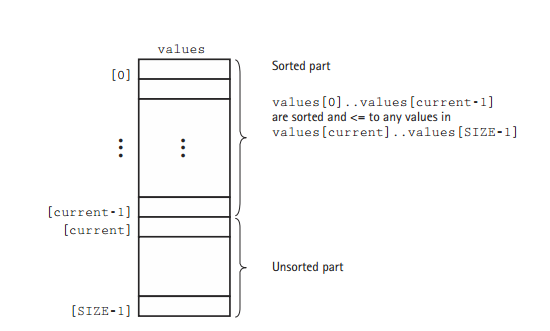 values
[0]
Sorted part
values[0]..values[current-1]
are sorted and <= to any values in
values[current]..values[SIZE-1]
[current-1]
[current]
Unsorted part
[SIZE-1]